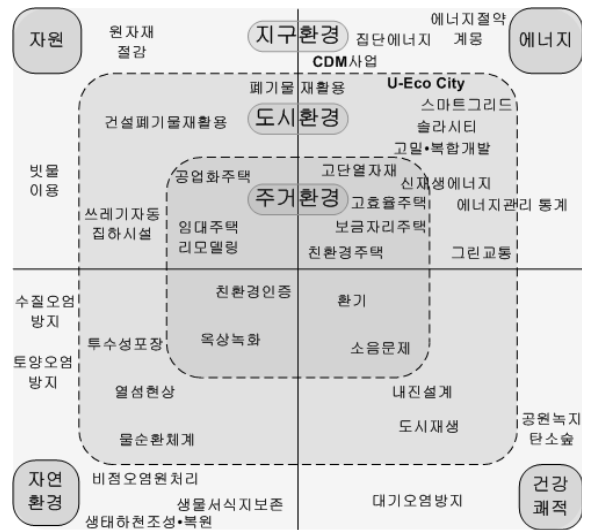 자원
원자재
절감
지구환경
집단에너지
에너지절약
계몽
에너지
CDM사업
폐기물 재활용
U-Eco City
건설폐기물재활용
도시환경
스마트그리드
솔라시티
고밀•복합개발
빗물
이용
공업화주택
고단열자재
신재생에너지
주거환경
고효율주택
에너지관리 통계
쓰레기자동
집하시설
임대주택
리모델링
보금자리주택
친환경주택
그린교통
수질오염
방지
친환경인증
환기
투수성포장
옥상녹화
소음문제
토양오염
방지
열섬현상
내진설계
물순환체계
도시재생
공원녹지
탄소숲
자연
환경
비점오염원처리
생물서식지보존
생태하천조성•복원
대기오염방지
건강
쾌적